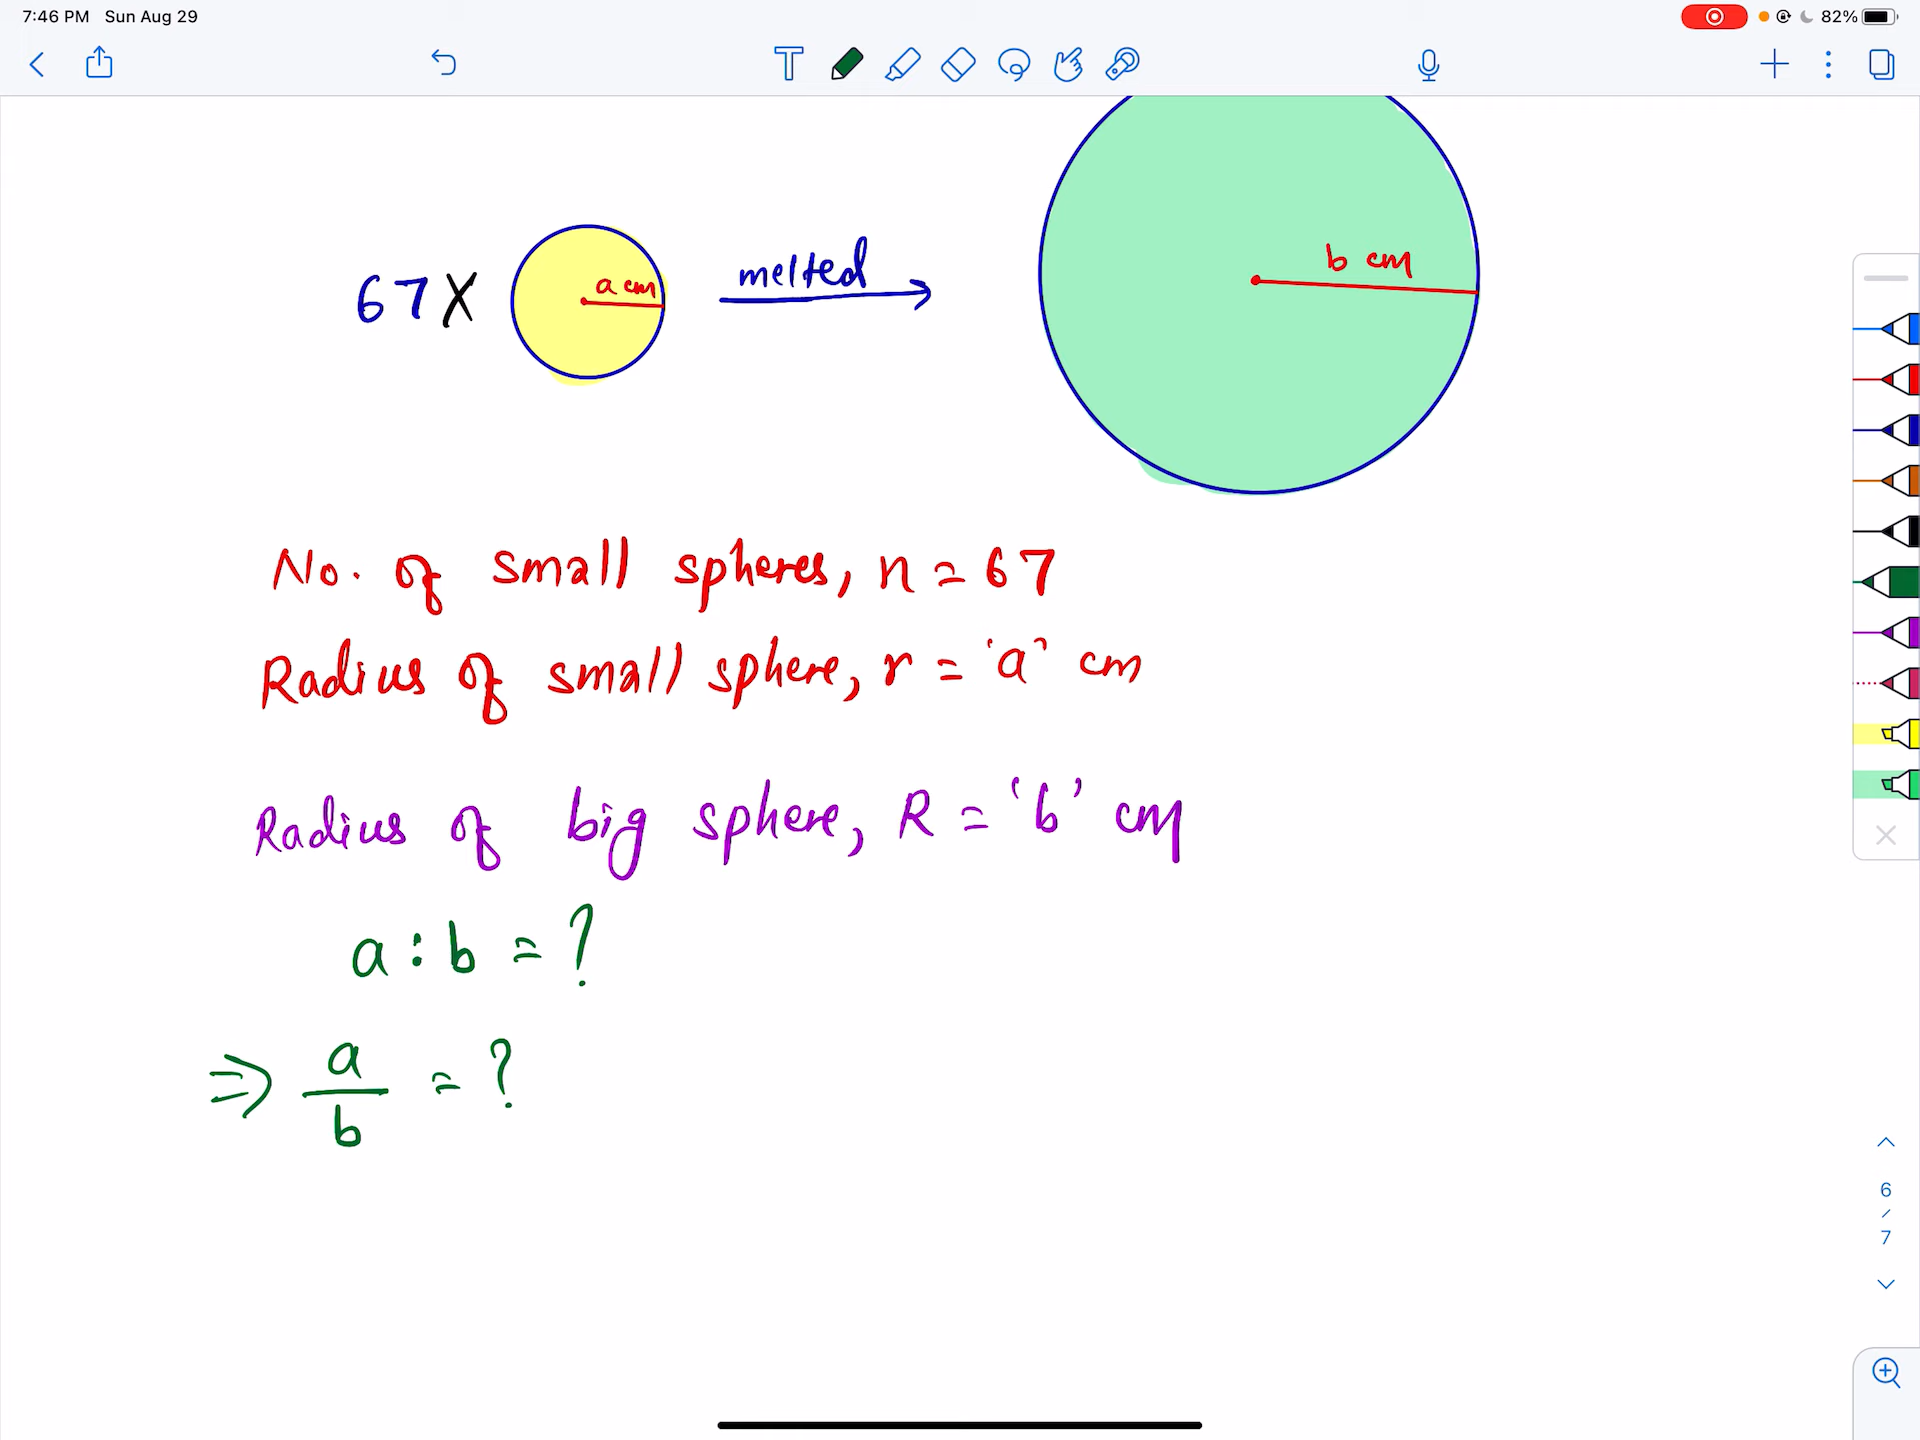 7:46 PM Sun Aug 29
82%
T
67 X
a cm
melted
b cm
No. of small spheres, n = 67
Radius of small sphere, r = 'a' cm
Radius of big sphere, R = 'b' cm
a : b = ?
⇒ a/b = ?
6
/
7